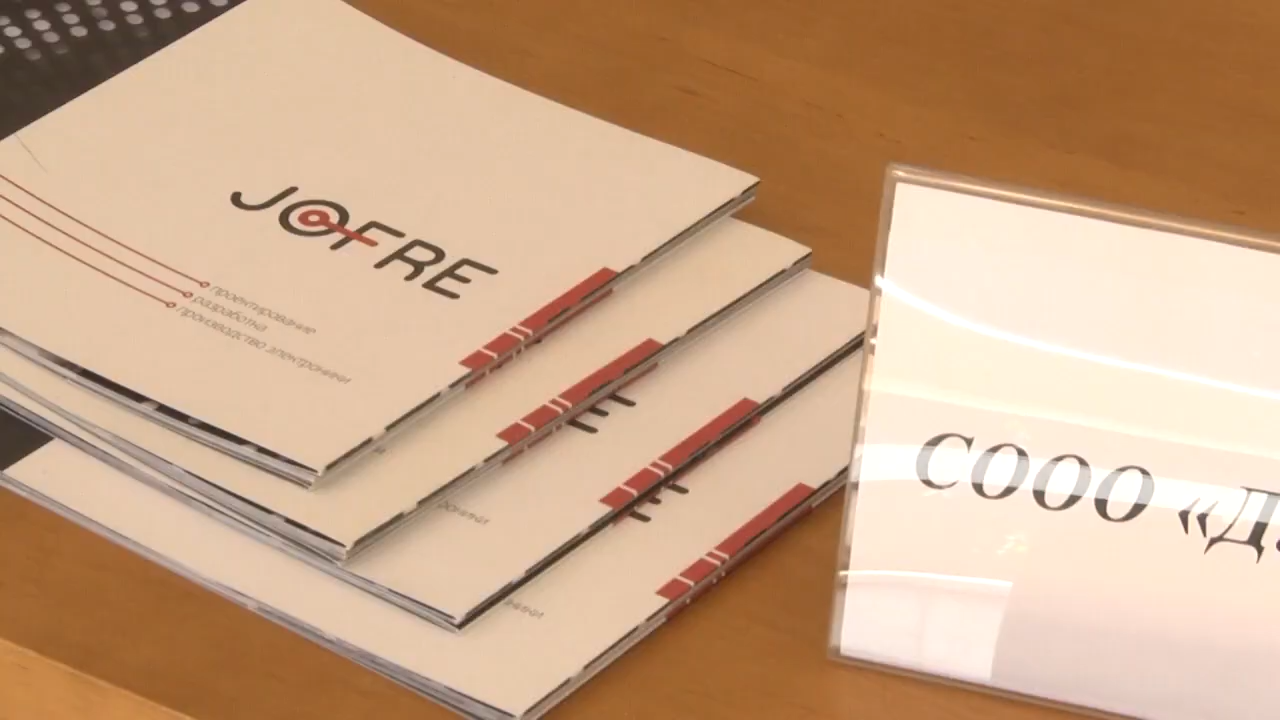 JOFRE
проектирование
разработка
производство электроники
СООО «Д